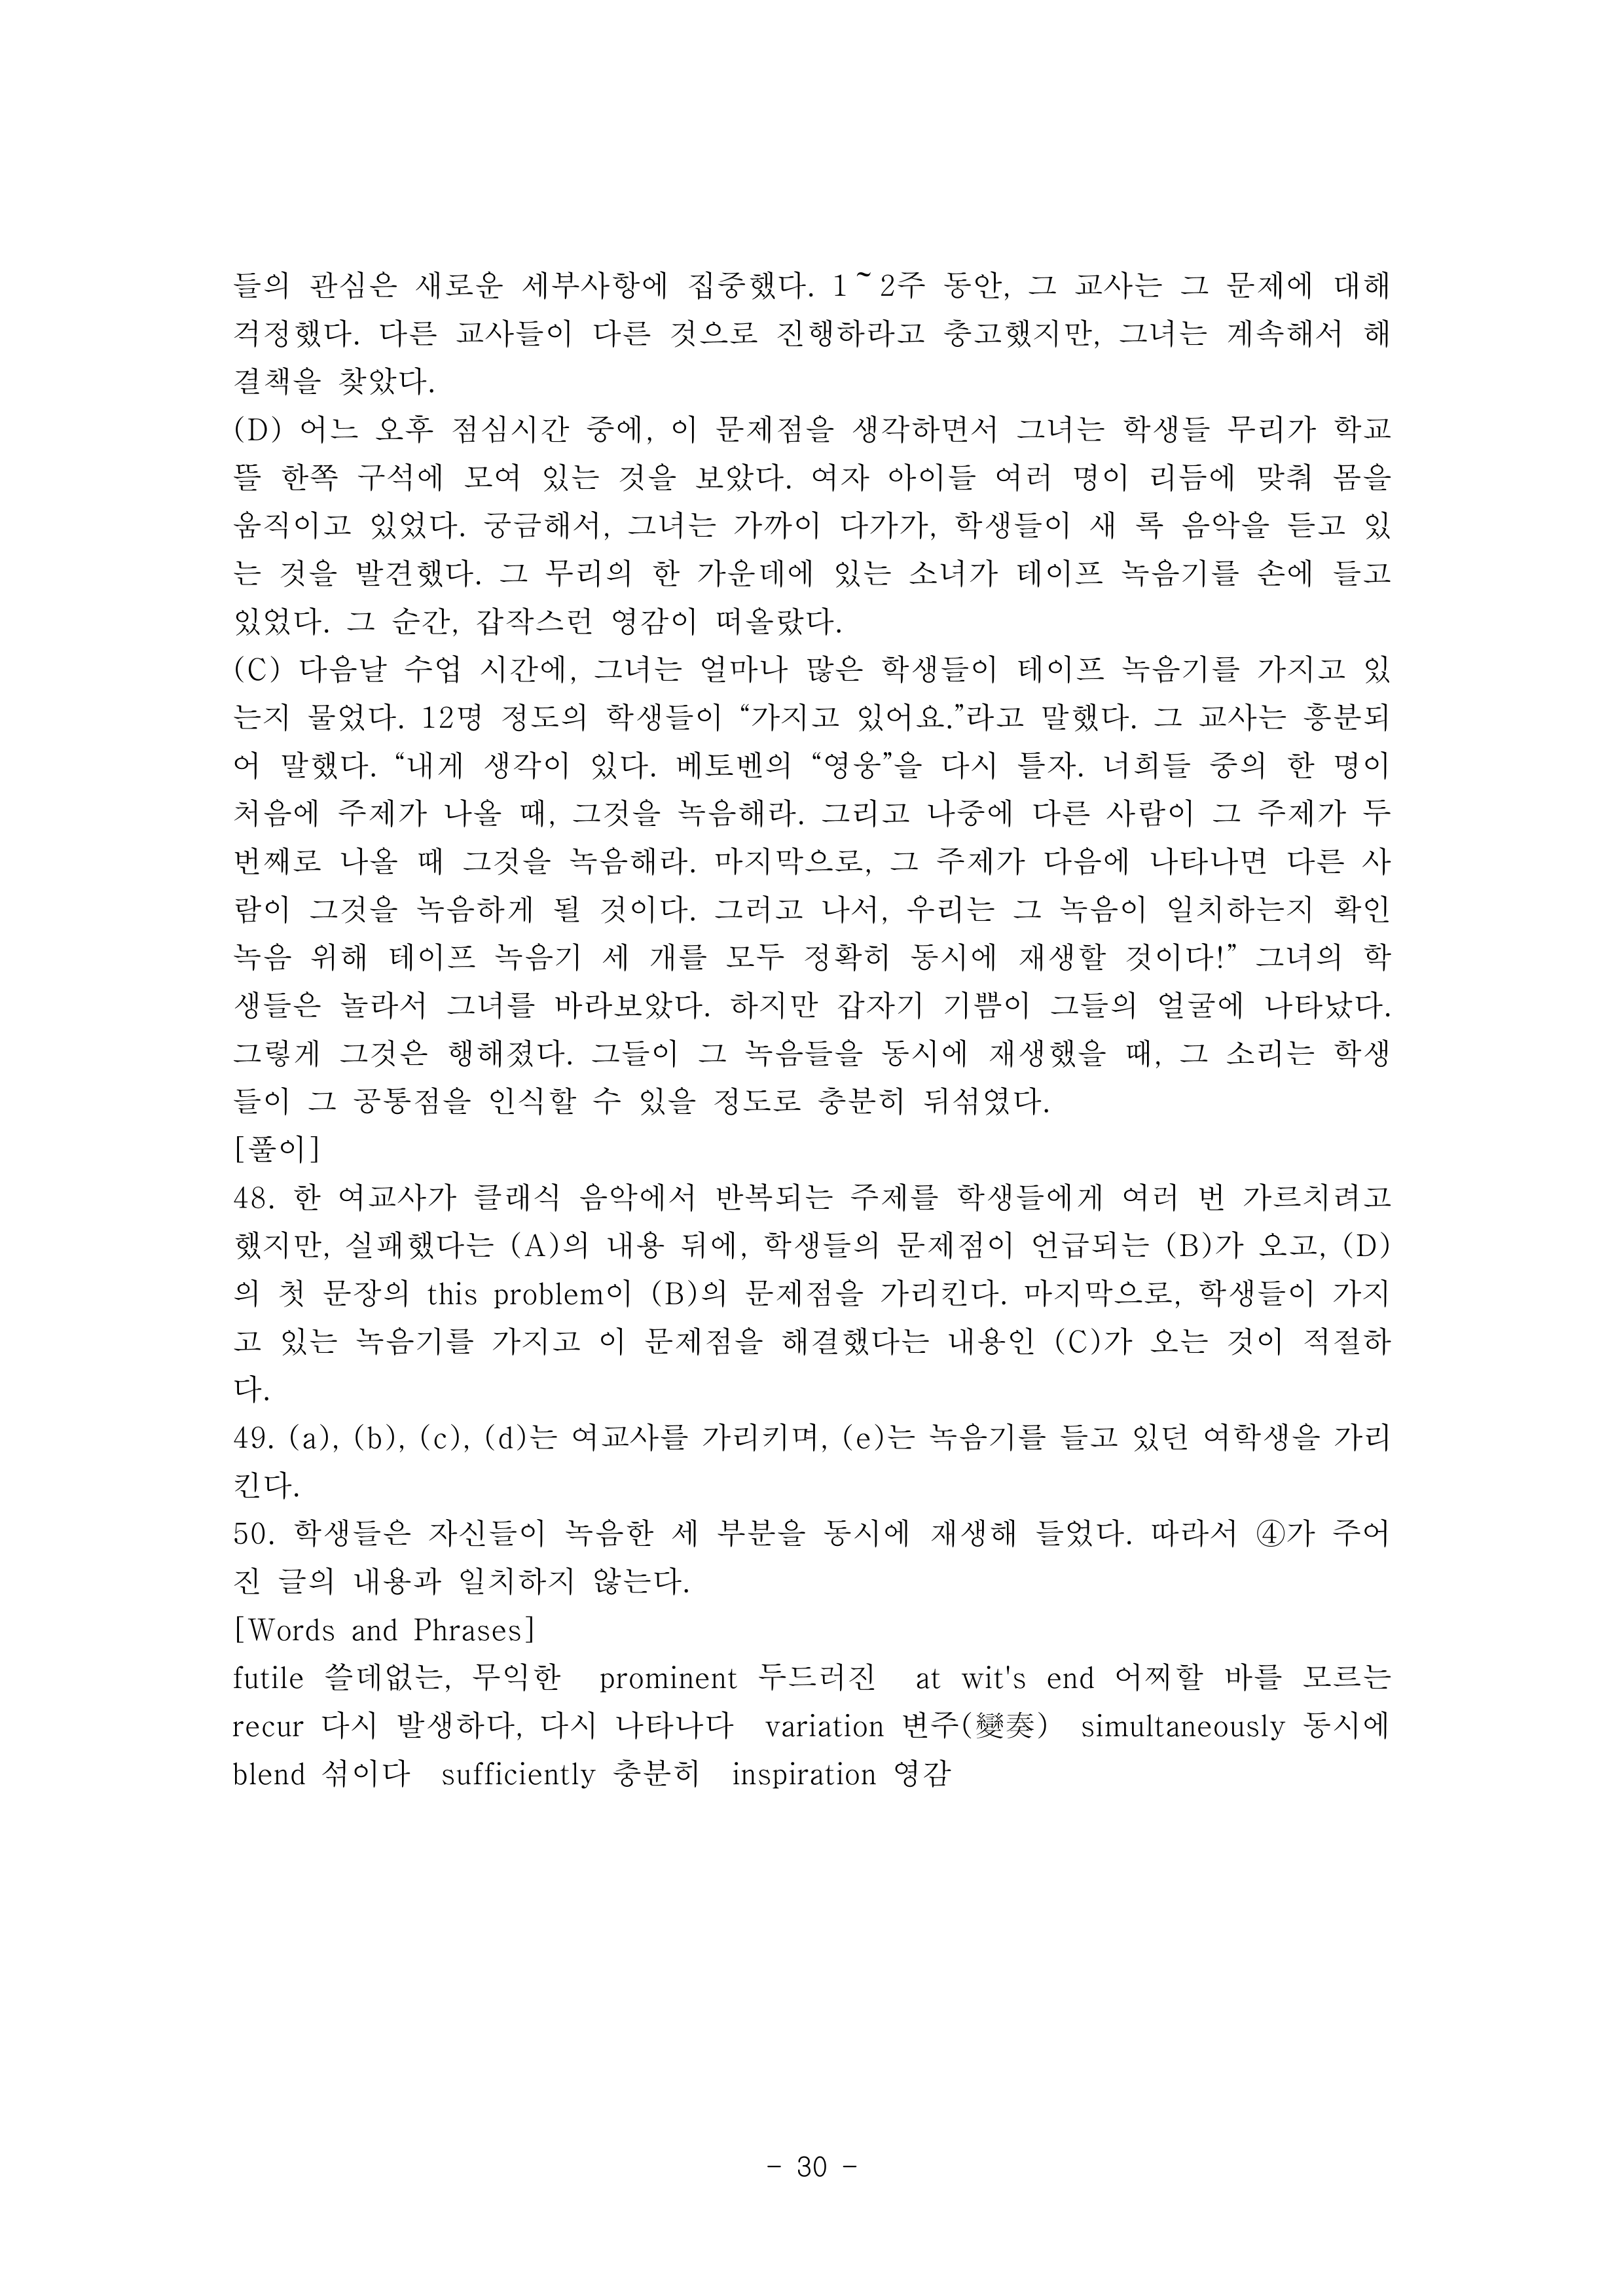 들의 관심은 새로운 세부사항에 집중했다. 1~2주 동안, 그 교사는 그 문제에 대해
걱정했다. 다른 교사들이 다른 것으로 진행하라고 충고했지만, 그녀는 계속해서 해
결책을 찾았다.
(D) 어느 오후 점심시간 중에, 이 문제점을 생각하면서 그녀는 학생들 무리가 학교
뜰 한쪽 구석에 모여 있는 것을 보았다. 여자 아이들 여러 명이 리듬에 맞춰 몸을
움직이고 있었다. 궁금해서, 그녀는 가까이 다가가, 학생들이 새 록 음악을 듣고 있
는 것을 발견했다. 그 무리의 한 가운데에 있는 소녀가 테이프 녹음기를 손에 들고
있었다. 그 순간, 갑작스런 영감이 떠올랐다.
(C) 다음날 수업 시간에, 그녀는 얼마나 많은 학생들이 테이프 녹음기를 가지고 있
는지 물었다. 12명 정도의 학생들이 “가지고 있어요.”라고 말했다. 그 교사는 흥분되
어 말했다. “내게 생각이 있다. 베토벤의 “영웅”을 다시 틀자. 너희들 중의 한 명이
처음에 주제가 나올 때, 그것을 녹음해라. 그리고 나중에 다른 사람이 그 주제가 두
번째로 나올 때 그것을 녹음해라. 마지막으로, 그 주제가 다음에 나타나면 다른 사
람이 그것을 녹음하게 될 것이다. 그러고 나서, 우리는 그 녹음이 일치하는지 확인
녹음 위해 테이프 녹음기 세 개를 모두 정확히 동시에 재생할 것이다!” 그녀의 학
생들은 놀라서 그녀를 바라보았다. 하지만 갑자기 기쁨이 그들의 얼굴에 나타났다.
그렇게 그것은 행해졌다. 그들이 그 녹음들을 동시에 재생했을 때, 그 소리는 학생
들이 그 공통점을 인식할 수 있을 정도로 충분히 뒤섞였다.
[풀이]
48. 한 여교사가 클래식 음악에서 반복되는 주제를 학생들에게 여러 번 가르치려고
했지만, 실패했다는 (A)의 내용 뒤에, 학생들의 문제점이 언급되는 (B)가 오고, (D)
의 첫 문장의 this problem이 (B)의 문제점을 가리킨다. 마지막으로, 학생들이 가지
고 있는 녹음기를 가지고 이 문제점을 해결했다는 내용인 (C)가 오는 것이 적절하
다.
49. (a), (b), (c), (d)는 여교사를 가리키며, (e)는 녹음기를 들고 있던 여학생을 가리
킨다.
50. 학생들은 자신들이 녹음한 세 부분을 동시에 재생해 들었다. 따라서 ④가 주어
진 글의 내용과 일치하지 않는다.
[Words and Phrases]
futile 쓸데없는, 무익한 prominent 두드러진 at wit's end 어찌할 바를 모르는
recur 다시 발생하다, 다시 나타나다 variation 변주(變奏) simultaneously 동시에
blend 섞이다 sufficiently 충분히 inspiration 영감
- 30 -